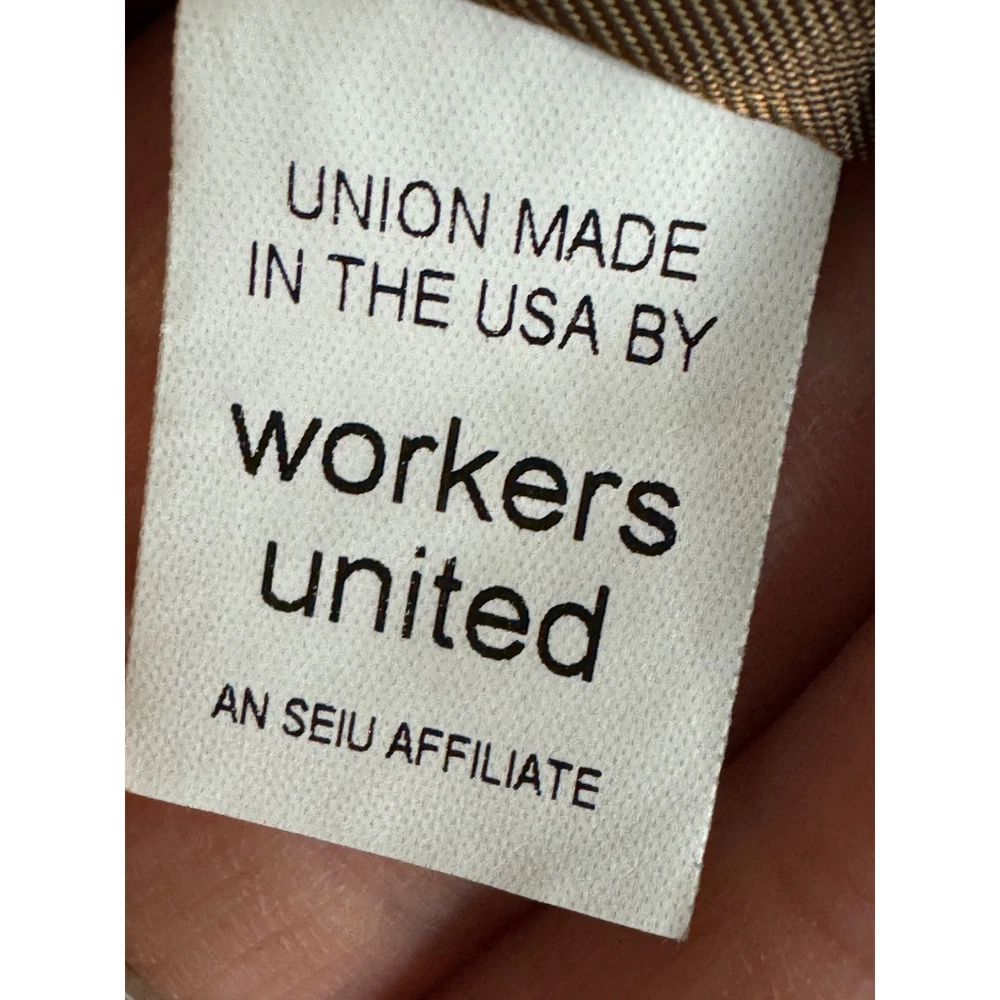 UNION MADE
IN THE USA BY
workers
united
AN SEIU AFFILIATE